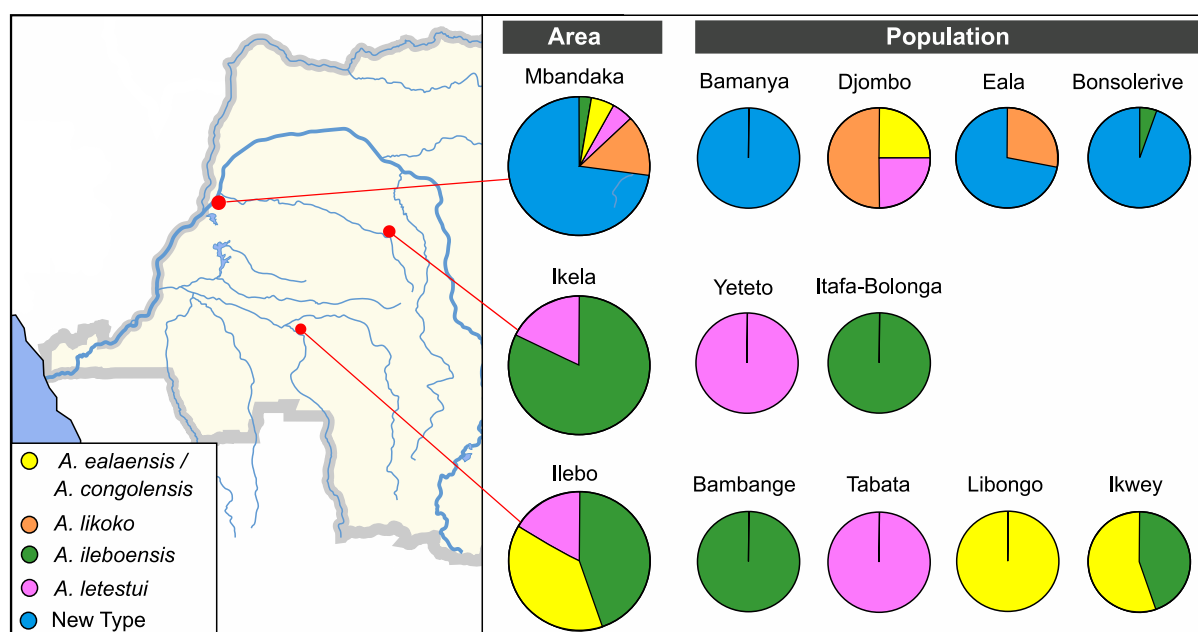 Area
Population
Mbandaka
Bamanya
Djombo
Eala
Bonsolerive
Ikela
Yeteto
Itafa-Bolonga
Ilebo
Bambange
Tabata
Libongo
Ikwey
A. ealaensis /
A. congolensis
A. likoko
A. ileboensis
A. letestui
New Type